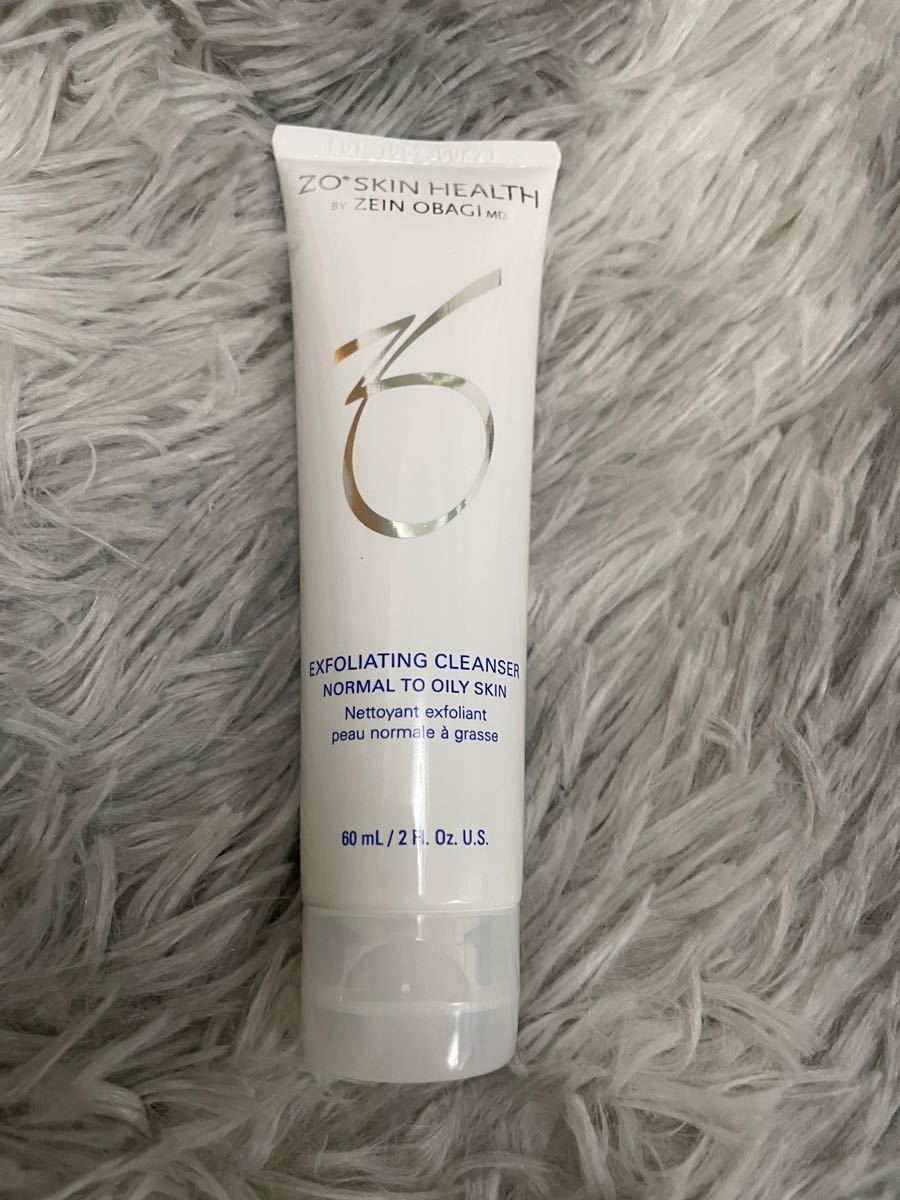 ZO® SKIN HEALTH
BY ZEIN OBAGI MD
EXFOLIATING CLEANSER
NORMAL TO OILY SKIN
Nettoyant exfoliant
peau normale à grasse
60 mL / 2 Fl. Oz. U.S.